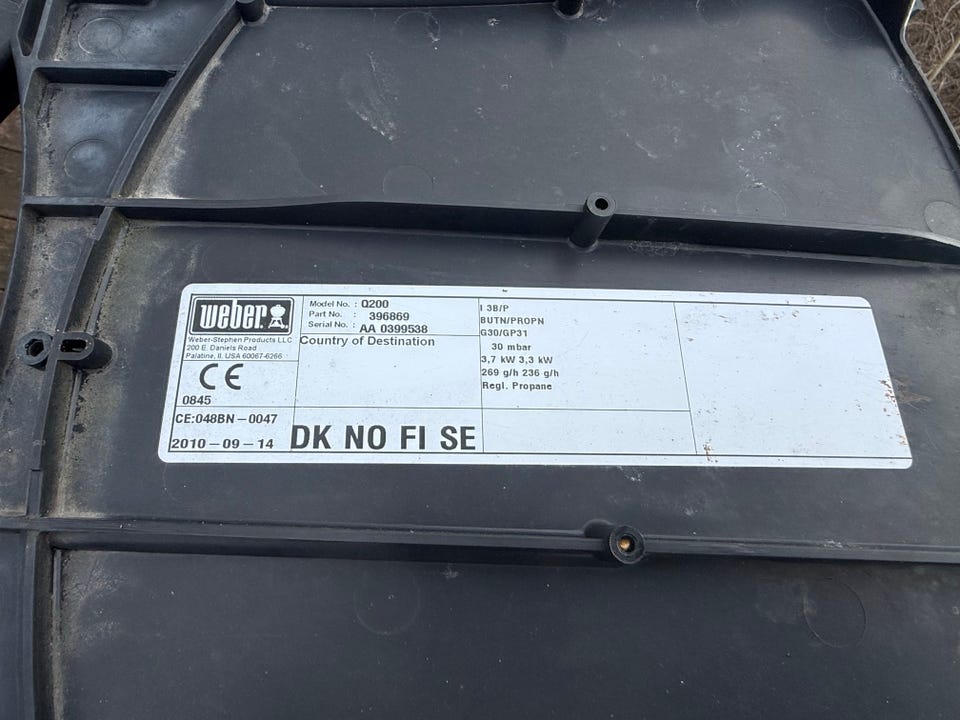 weber
Weber-Stephen Products LLC
200 E. Daniels Road
Palatine, Il. USA 60067-6266
CE
0845
CE:048BN-0047
2010-09-14
Model No. : Q200
Part No. : 396869
Serial No. : AA 0399538
Country of Destination
DK NO FI SE
I 3B/P
BUTN/PROPN
G30/GP31
30 mbar
3,7 kW 3,3 kW
269 g/h 236 g/h
Regl. Propane